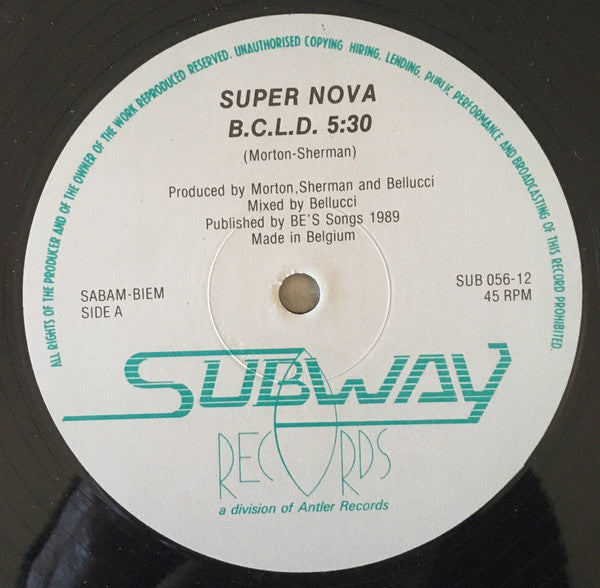 ALL RIGHTS OF THE PRODUCER AND OF THE OWNER OF THE WORK REPRODUCED RESERVED. UNAUTHORISED COPYING HIRING, LENDING, PUBLIC PERFORMANCE AND BROADCASTING OF THIS RECORD PROHIBITED.
SUPER NOVA
B.C.L.D. 5:30
(Morton-Sherman)
Produced by Morton,Sherman and Bellucci
Mixed by Bellucci
Published by BE'S Songs 1989
Made in Belgium
SABAM-BIEM
SIDE A
SUB 056-12
45 RPM
SUBWAY
RECORDS
a division of Antler Records